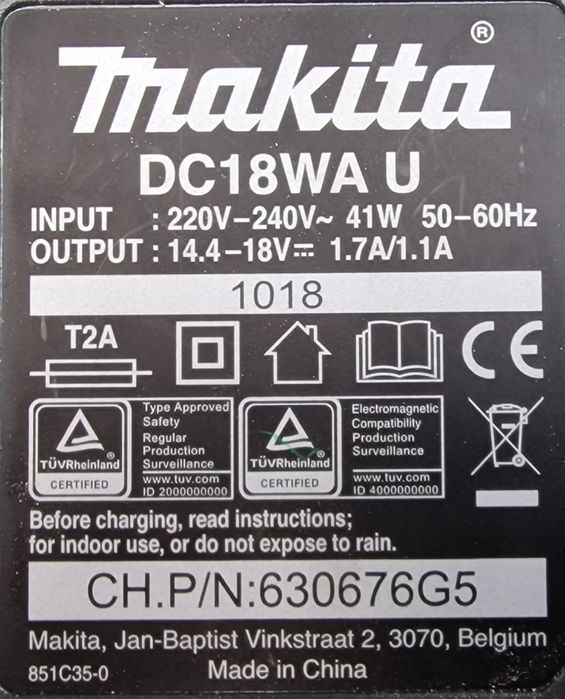 makita®
DC18WA U
INPUT : 220V–240V~ 41W 50–60Hz
OUTPUT : 14.4–18V⎓ 1.7A/1.1A
1018
T2A
CE
TÜVRheinland
CERTIFIED
Type Approved
Safety
Regular
Production
Surveillance
www.tuv.com
ID 2000000000
TÜVRheinland
CERTIFIED
Electromagnetic
Compatibility
Production
Surveillance
www.tuv.com
ID 4000000000
Before charging, read instructions;
for indoor use, or do not expose to rain.
CH.P/N:630676G5
Makita, Jan-Baptist Vinkstraat 2, 3070, Belgium
851C35-0 Made in China